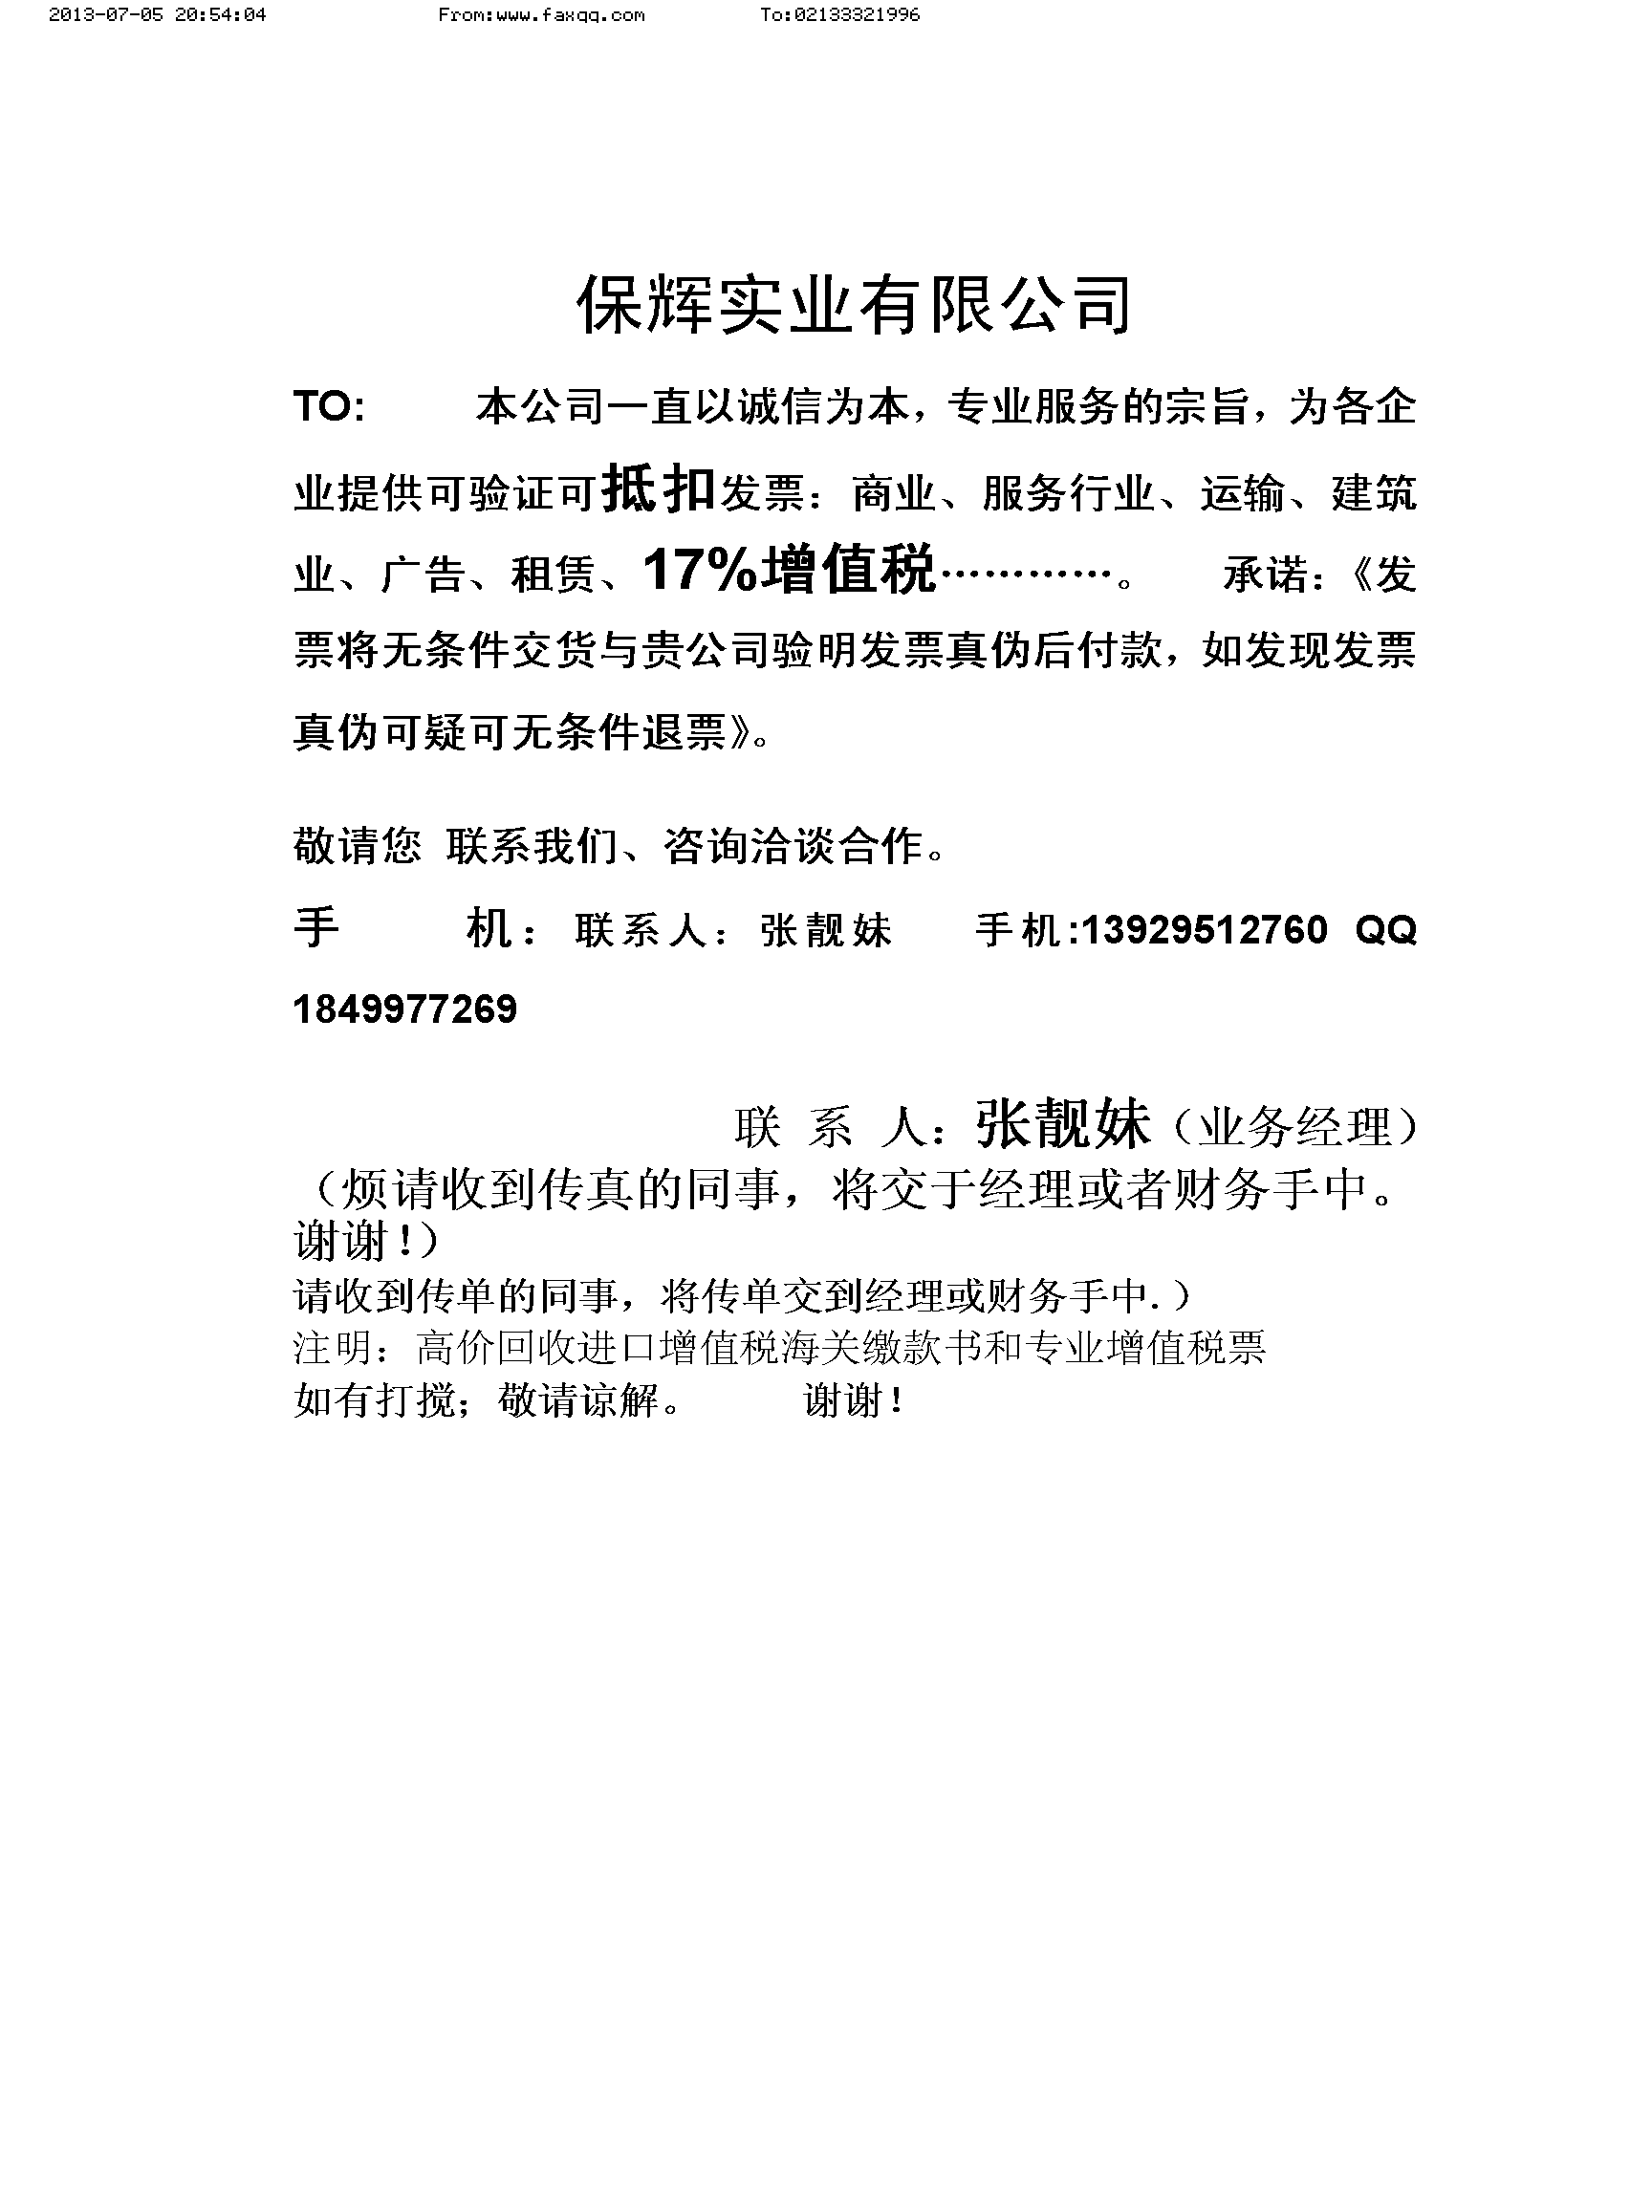 2013-07-05 20:54:04 From:www.faxqq.com To:02133321996
保辉实业有限公司
TO: 本公司一直以诚信为本，专业服务的宗旨，为各企
业提供可验证可抵扣发票：商业、服务行业、运输、建筑
业、广告、租赁、17%增值税…………。 承诺：《发
票将无条件交货与贵公司验明发票真伪后付款，如发现发票
真伪可疑可无条件退票》。
敬请您 联系我们、咨询洽谈合作。
手 机：联系人：张靓妹 手机:13929512760 QQ
1849977269
联 系 人：张靓妹（业务经理）
（烦请收到传真的同事，将交于经理或者财务手中。
谢谢！）
请收到传单的同事，将传单交到经理或财务手中.）
注明：高价回收进口增值税海关缴款书和专业增值税票
如有打搅；敬请谅解。 谢谢！